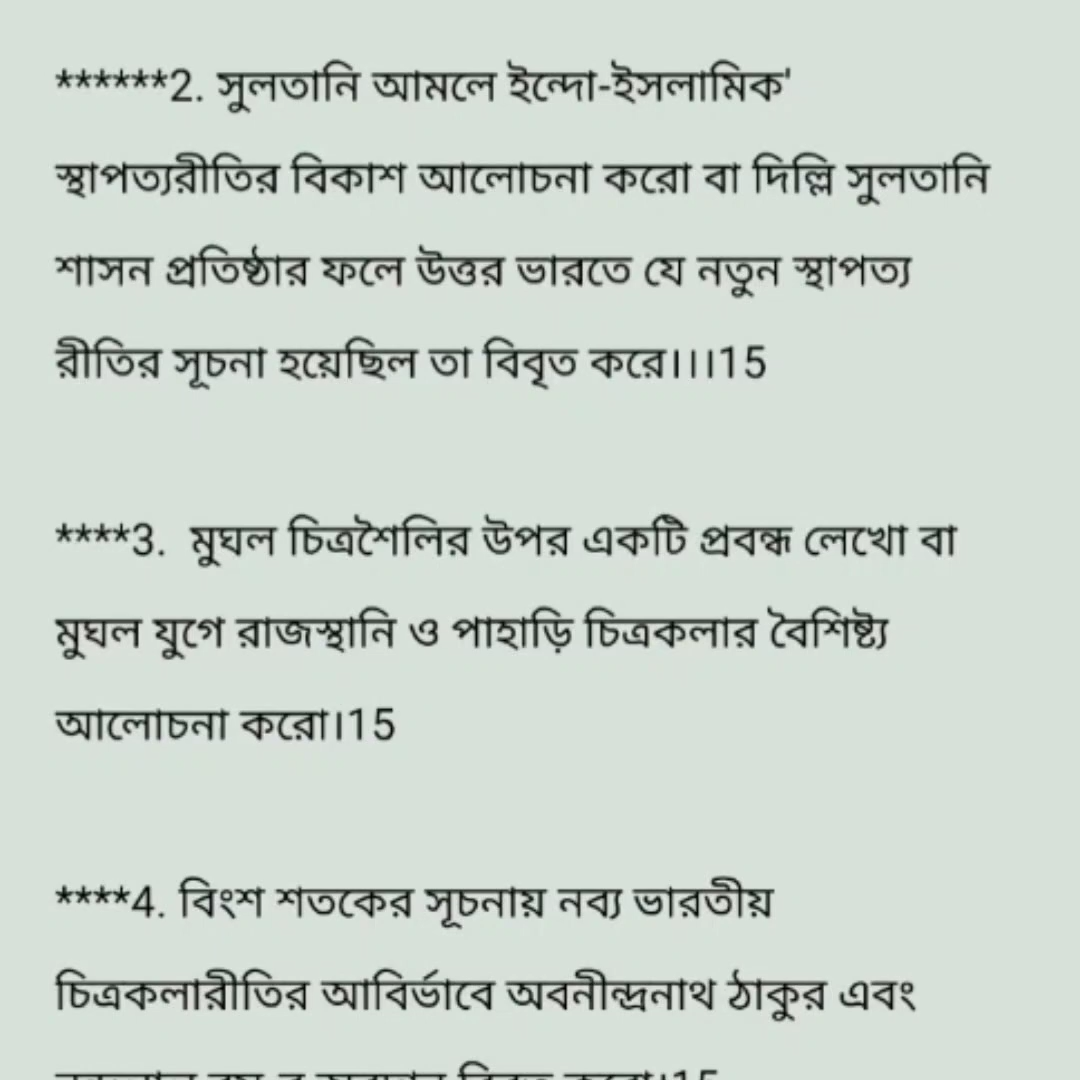 ******2. সুলতানি আমলে ইন্দো-ইসলামিক'
স্থাপত্যরীতির বিকাশ আলোচনা করো বা দিল্লি সুলতানি
শাসন প্রতিষ্ঠার ফলে উত্তর ভারতে যে নতুন স্থাপত্য
রীতির সূচনা হয়েছিল তা বিবৃত করে।।।15
****3. মুঘল চিত্রশৈলির উপর একটি প্রবন্ধ লেখো বা
মুঘল যুগে রাজস্থানি ও পাহাড়ি চিত্রকলার বৈশিষ্ট্য
আলোচনা করো।15
****4. বিংশ শতকের সূচনায় নব্য ভারতীয়
চিত্রকলারীতির আবির্ভাবে অবনীন্দ্রনাথ ঠাকুর এবং